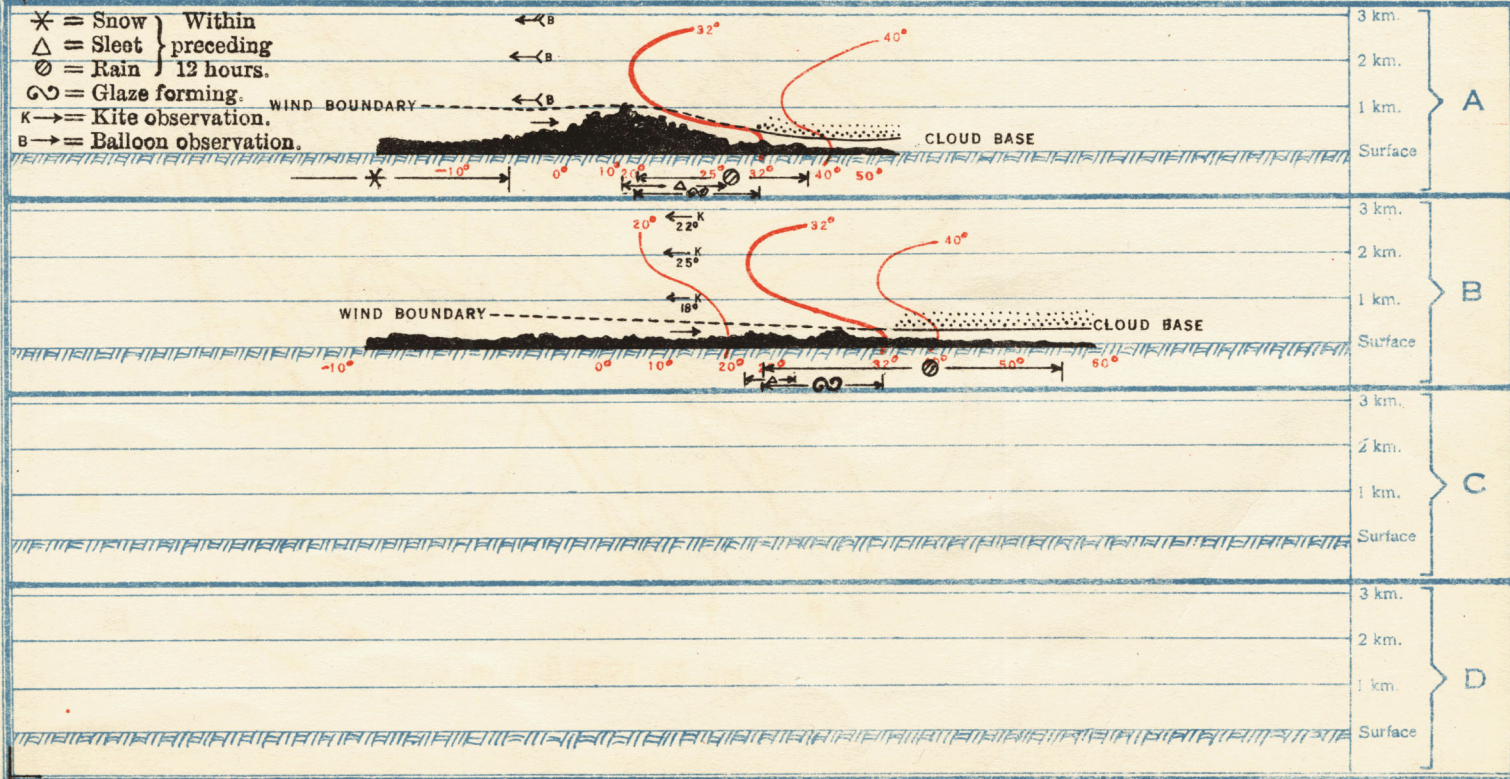 = Snow Within
= Sleet preceding
= Rain 12 hours.
= Glaze forming.
K = Kite observation.
B = Balloon observation.
B
B
B
32°
40°
WIND BOUNDARY
CLOUD BASE
-10° 0° 10° 20° 25° 32° 40° 50°
3 km.
2 km.
1 km.
Surface
A
20°
K
22°
K
25°
K
18°
32°
40°
WIND BOUNDARY
CLOUD BASE
-10° 0° 10° 20° 32° 50° 60°
3 km.
2 km.
1 km.
Surface
B
3 km.
2 km.
1 km.
Surface
C
3 km.
2 km.
1 km.
Surface
D